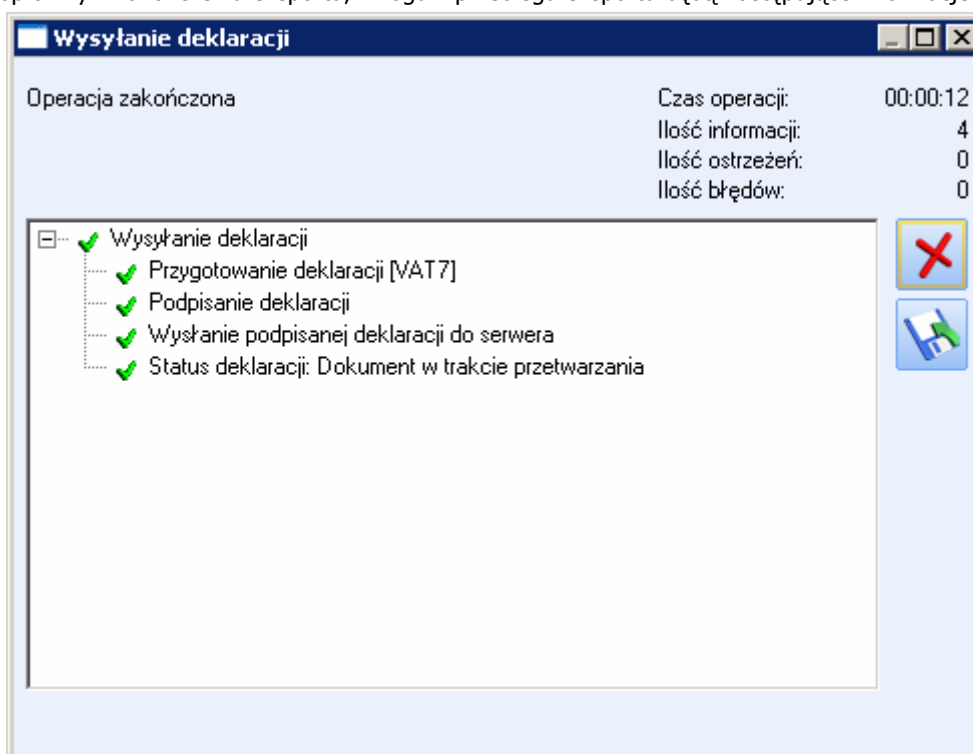 Wysyłanie deklaracji
Operacja zakończona
Czas operacji: 00:00:12
Ilość informacji: 4
Ilość ostrzeżeń: 0
Ilość błędów: 0
Wysyłanie deklaracji
Przygotowanie deklaracji [VAT7]
Podpisanie deklaracji
Wysłanie podpisanej deklaracji do serwera
Status deklaracji: Dokument w trakcie przetwarzania